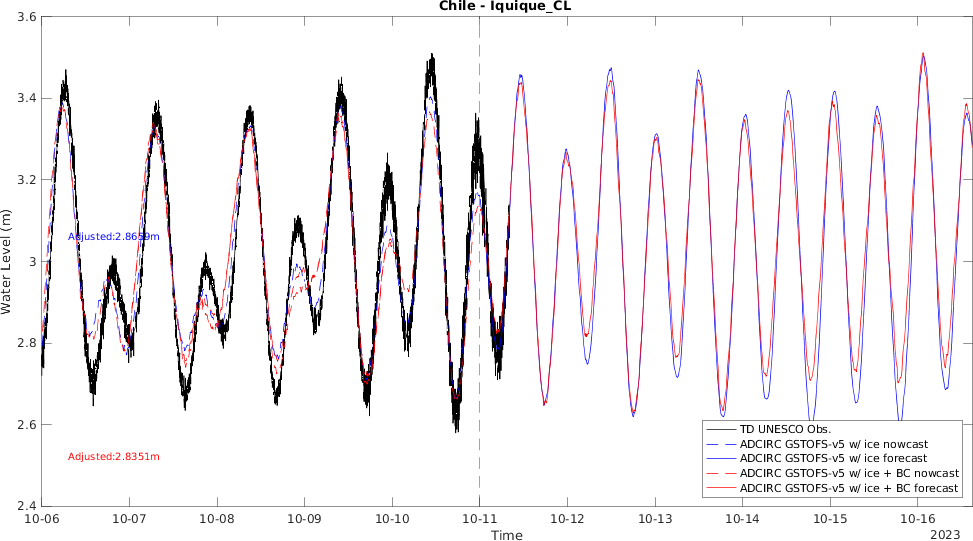 Chile - Iquique_CL
Water Level (m)
3.6
3.4
3.2
3
2.8
2.6
2.4
Adjusted:2.8659m
Adjusted:2.8351m
TD UNESCO Obs.
ADCIRC GSTOFS-v5 w/ ice nowcast
ADCIRC GSTOFS-v5 w/ ice forecast
ADCIRC GSTOFS-v5 w/ ice + BC nowcast
ADCIRC GSTOFS-v5 w/ ice + BC forecast
10-06 10-07 10-08 10-09 10-10 10-11 10-12 10-13 10-14 10-15 10-16
Time
2023